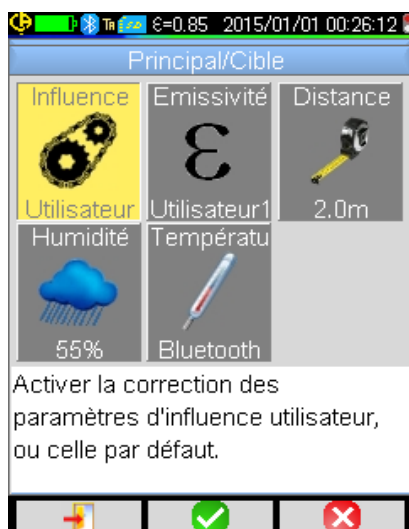 TA ε=0.85 2015/01/01 00:26:12
Principal/Cible
Influence Emissivité Distance
ε
Utilisateur Utilisateur1 2.0m
Humidité Températu
55% Bluetooth
Activer la correction des
paramètres d'influence utilisateur,
ou celle par défaut.